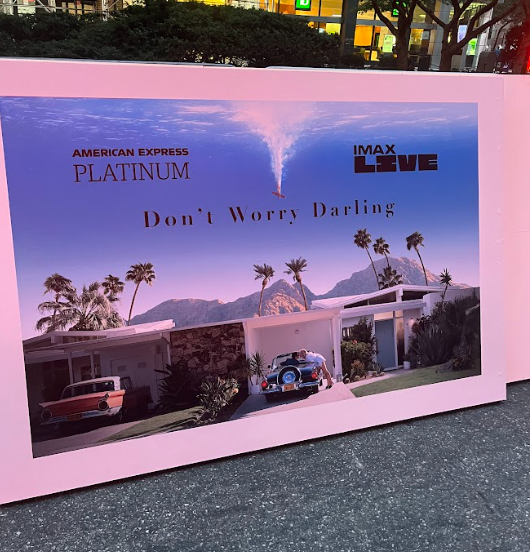 AMERICAN EXPRESS
PLATINUM
IMAX
LIVE
Don't Worry Darling